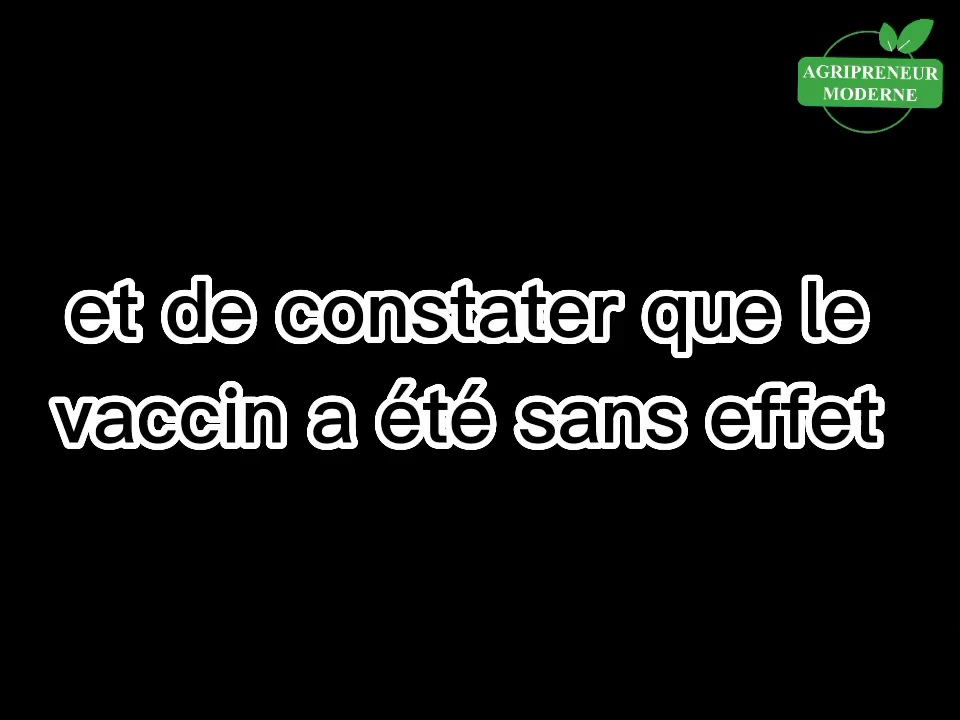 AGRIPRENEUR
MODERNE
et de constater que le
vaccin a été sans effet